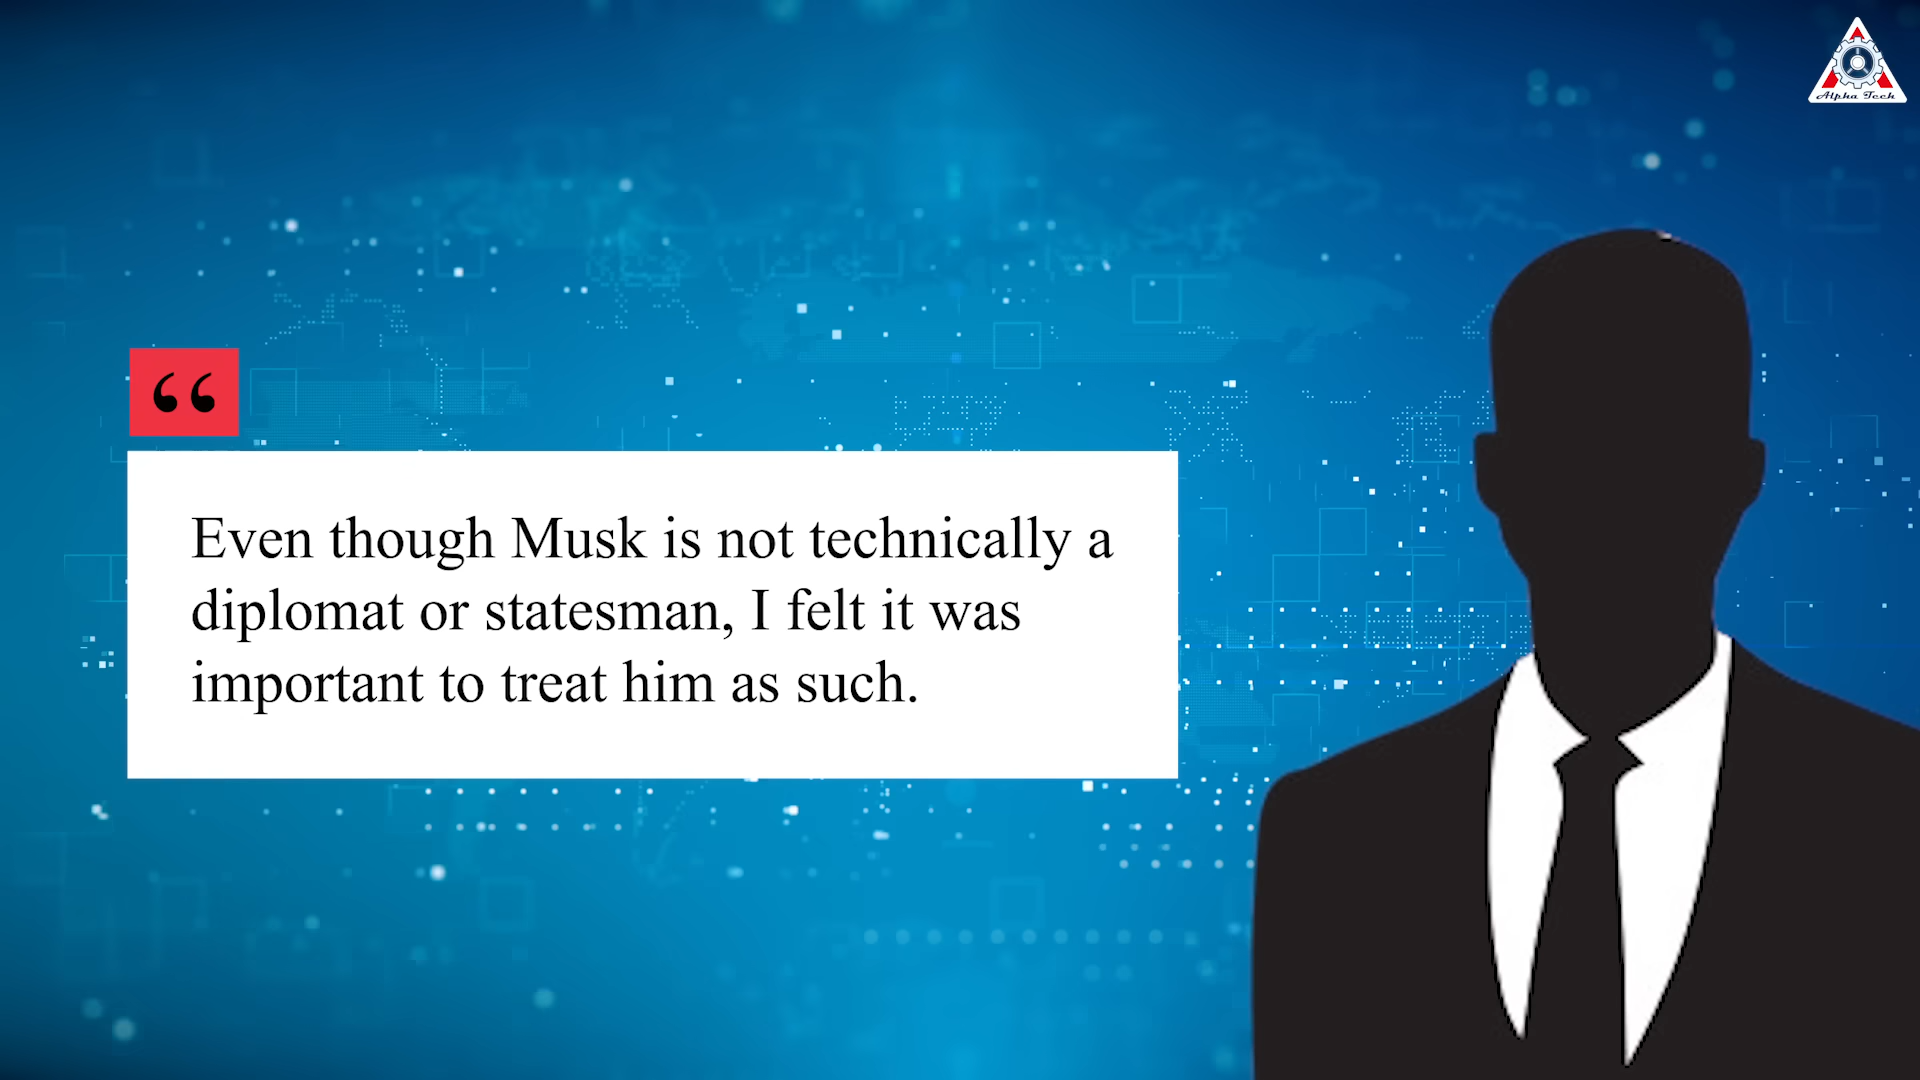 Alpha Tech
“
Even though Musk is not technically a
diplomat or statesman, I felt it was
important to treat him as such.